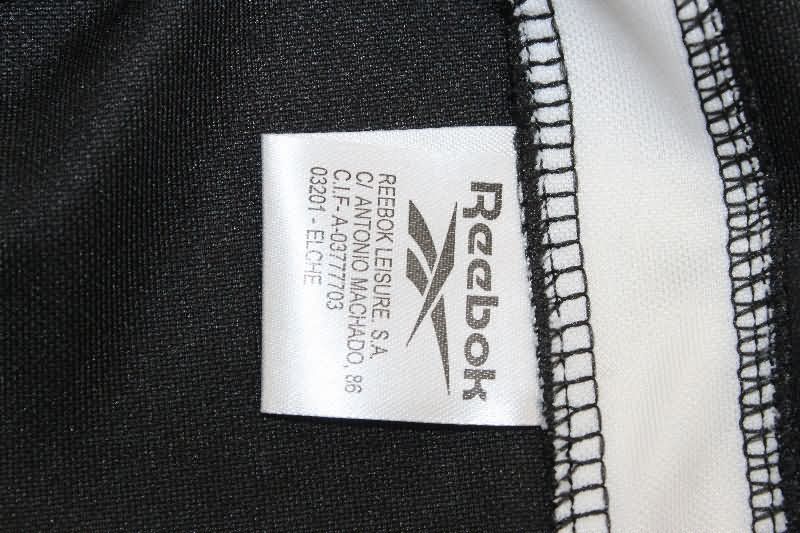 Reebok
REEBOK LEISURE. S.A.
C/ ANTONIO MACHADO, 86
C.I.F- A-03777703
03201 - ELCHE